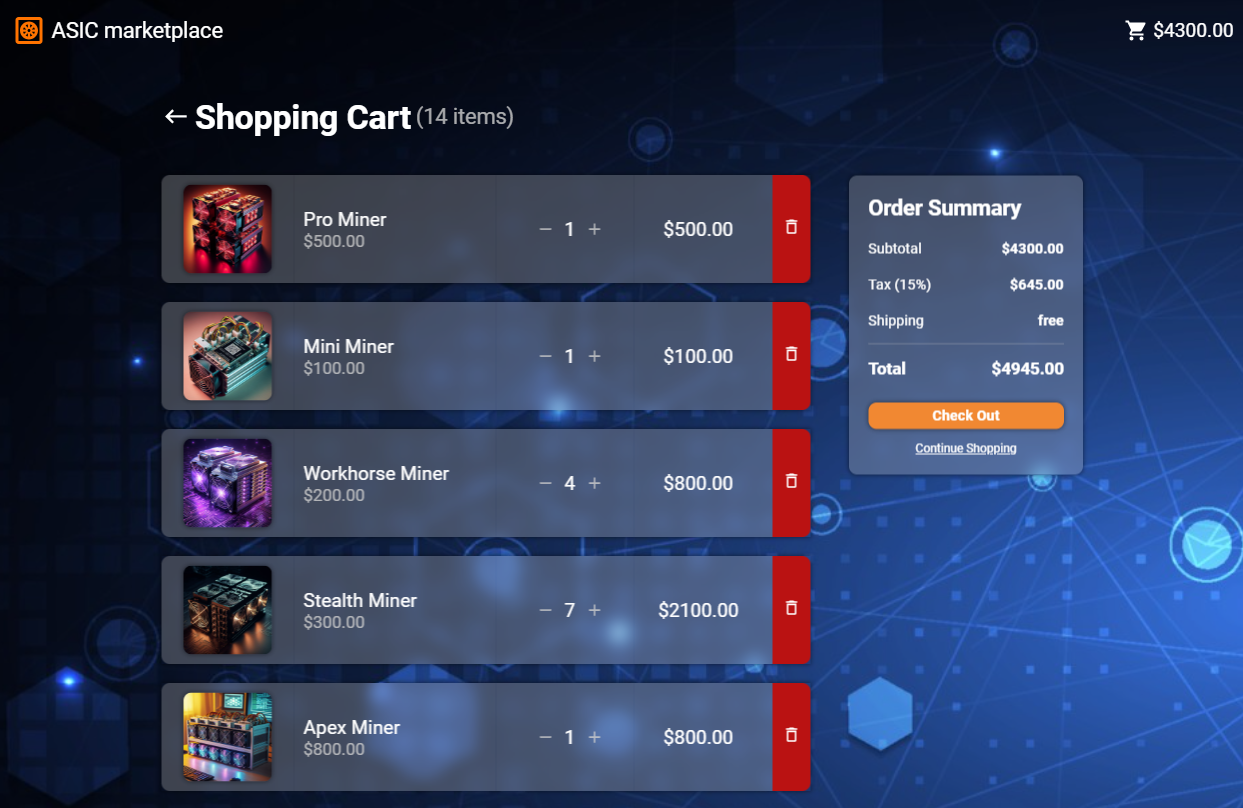 ASIC marketplace
$4300.00
Shopping Cart (14 items)
Pro Miner
$500.00
− 1 +
$500.00
Mini Miner
$100.00
− 1 +
$100.00
Workhorse Miner
$200.00
− 4 +
$800.00
Stealth Miner
$300.00
− 7 +
$2100.00
Apex Miner
$800.00
− 1 +
$800.00
Order Summary
Subtotal $4300.00
Tax (15%) $645.00
Shipping free
Total $4945.00
Check Out
Continue Shopping